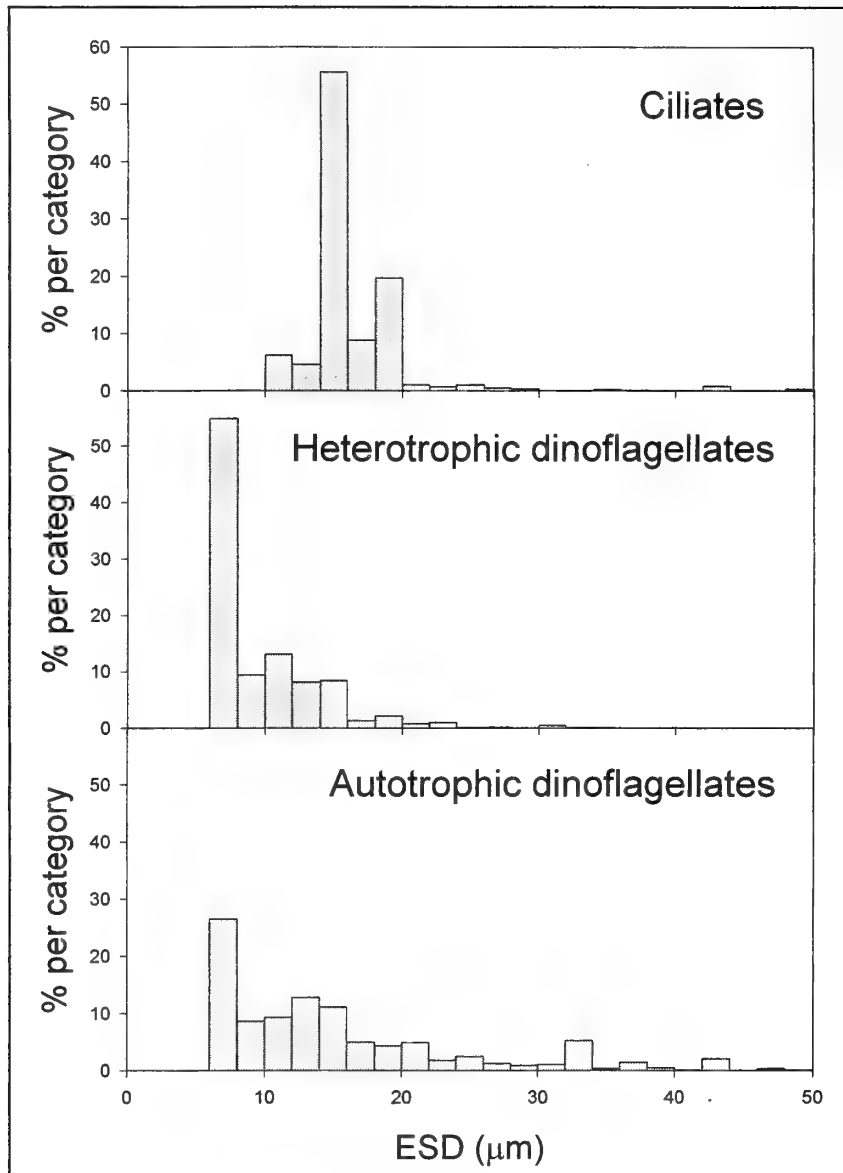 60
50
40
30
20
10
0
% per category
Ciliates
50
40
30
20
10
0
% per category
Heterotrophic dinoflagellates
50
40
30
20
10
0
% per category
Autotrophic dinoflagellates
0 10 20 30 40 50
ESD (μm)